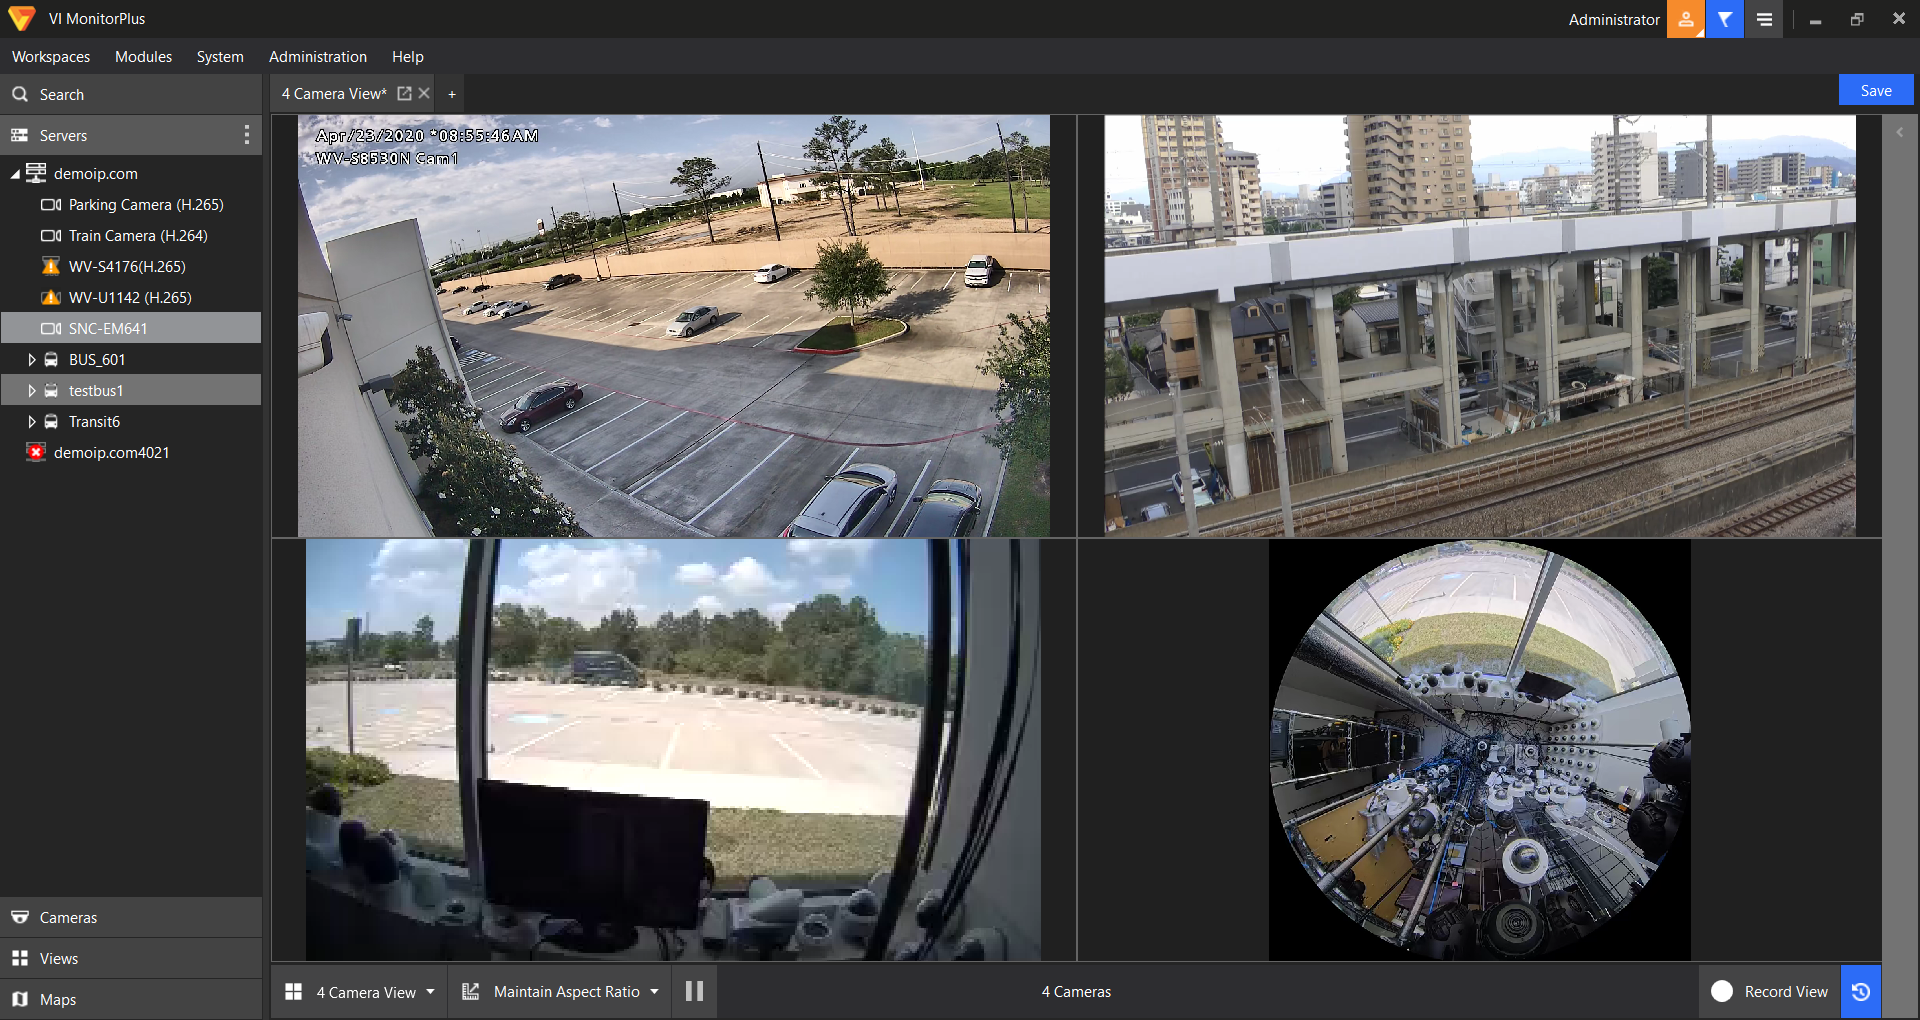 VI MonitorPlus
Administrator
Workspaces Modules System Administration Help
Search
4 Camera View* +
Save
Servers
demoip.com
Parking Camera (H.265)
Train Camera (H.264)
WV-S4176(H.265)
WV-U1142 (H.265)
SNC-EM641
BUS_601
testbus1
Transit6
demoip.com4021
Apr/23/2020 *08:55:46AM
WV-S8530N Cam1
Cameras
Views
Maps
4 Camera View
Maintain Aspect Ratio
4 Cameras
Record View